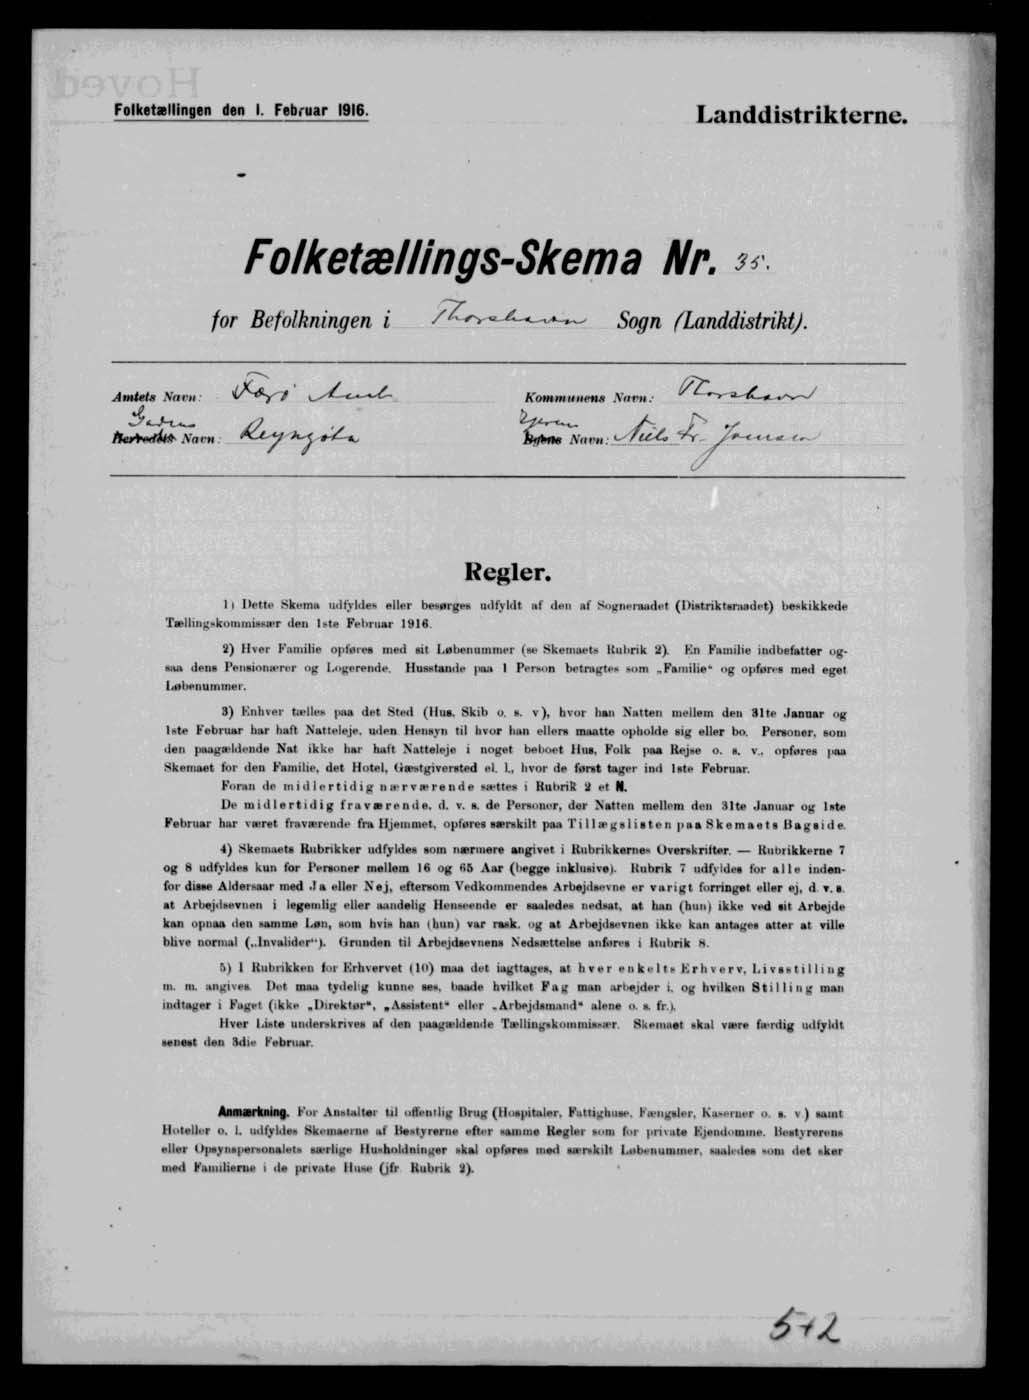 Hoved
Folketællingen den 1. Februar 1916.
Landdistrikterne.
Folketællings-Skema Nr. 35.
for Befolkningen i Thorshavn Sogn (Landdistrikt).
Amtets Navn: Færø Amt
Kommunens Navn: Thorshavn
Gadens
Herredets Navn: Reyngøta
Ejerens
Byens Navn: Niels Fr. Joensen
Regler.
1) Dette Skema udfyldes eller besørges udfyldt af den af Sogneraadet (Distriktsraadet) beskikkede
Tællingskommissær den 1ste Februar 1916.
2) Hver Familie opføres med sit Løbenummer (se Skemaets Rubrik 2). En Familie indbefatter og-
saa dens Pensionærer og Logerende. Husstande paa 1 Person betragtes som „Familie“ og opføres med eget
Løbenummer.
3) Enhver tælles paa det Sted (Hus, Skib o. s. v), hvor han Natten mellem den 31te Januar og
1ste Februar har haft Natteleje, uden Hensyn til hvor han ellers maatte opholde sig eller bo. Personer, som
den paagældende Nat ikke har haft Natteleje i noget beboet Hus, Folk paa Rejse o. s. v., opføres paa
Skemaet for den Familie, det Hotel, Gæstgiversted el. l., hvor de først tager ind 1ste Februar.
Foran de midlertidig nærværende sættes i Rubrik 2 et N.
De midlertidig fraværende, d. v. s. de Personer, der Natten mellem den 31te Januar og 1ste
Februar har været fraværende fra Hjemmet, opføres særskilt paa Tillægslisten paa Skemaets Bagside.
4) Skemaets Rubrikker udfyldes som nærmere angivet i Rubrikkernes Overskrifter. — Rubrikkerne 7
og 8 udfyldes kun for Personer mellem 16 og 65 Aar (begge inklusive). Rubrik 7 udfyldes for alle inden-
for disse Aldersaar med Ja eller Nej, eftersom Vedkommendes Arbejdsevne er varigt forringet eller ej, d. v. s.
at Arbejdsevnen i legemlig eller aandelig Henseende er saaledes nedsat, at han (hun) ikke ved sit Arbejde
kan opnaa den samme Løn, som hvis han (hun) var rask, og at Arbejdsevnen ikke kan antages atter at ville
blive normal („Invalider“). Grunden til Arbejdsevnens Nedsættelse anføres i Rubrik 8.
5) I Rubrikken for Erhvervet (10) maa det iagttages, at hver enkelts Erhverv, Livsstilling
m. m. angives. Det maa tydelig kunne ses, baade hvilket Fag man arbejder i, og hvilken Stilling man
indtager i Faget (ikke „Direktør“, „Assistent“ eller „Arbejdsmand“ alene o. s. fr.).
Hver Liste underskrives af den paagældende Tællingskommissær. Skemaet skal være færdig udfyldt
senest den 3die Februar.
Anmærkning. For Anstalter til offentlig Brug (Hospitaler, Fattighuse, Fængsler, Kaserner o. s. v.) samt
Hoteller o. l. udfyldes Skemaerne af Bestyrerne efter samme Regler som for private Ejendomme. Bestyrerens
eller Opsynspersonalets særlige Husholdninger skal opføres med særskilt Løbenummer, saaledes som det sker
med Familierne i de private Huse (jfr. Rubrik 2).
5+2